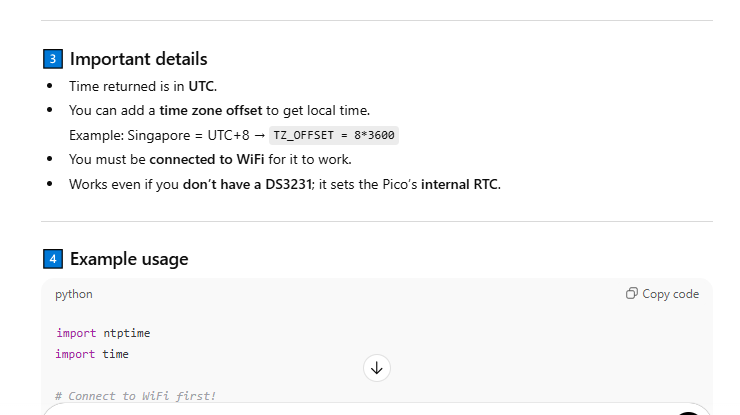 3 Important details
• Time returned is in UTC.
• You can add a time zone offset to get local time.
Example: Singapore = UTC+8 → TZ_OFFSET = 8*3600
• You must be connected to WiFi for it to work.
• Works even if you don’t have a DS3231; it sets the Pico’s internal RTC.
4 Example usage
python Copy code
import ntptime
import time
# Connect to WiFi first!